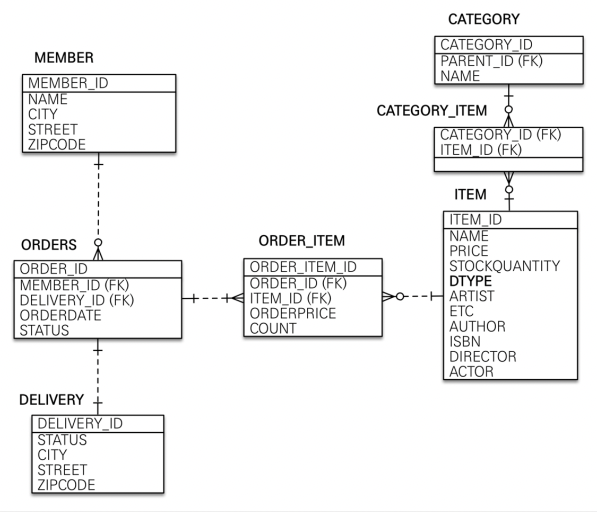 CATEGORY
CATEGORY_ID
PARENT_ID (FK)
NAME
MEMBER
MEMBER_ID
NAME
CITY
STREET
ZIPCODE
CATEGORY_ITEM
CATEGORY_ID (FK)
ITEM_ID (FK)
ITEM
ITEM_ID
NAME
PRICE
STOCKQUANTITY
DTYPE
ARTIST
ETC
AUTHOR
ISBN
DIRECTOR
ACTOR
ORDERS
ORDER_ID
MEMBER_ID (FK)
DELIVERY_ID (FK)
ORDERDATE
STATUS
ORDER_ITEM
ORDER_ITEM_ID
ORDER_ID (FK)
ITEM_ID (FK)
ORDERPRICE
COUNT
DELIVERY
DELIVERY_ID
STATUS
CITY
STREET
ZIPCODE